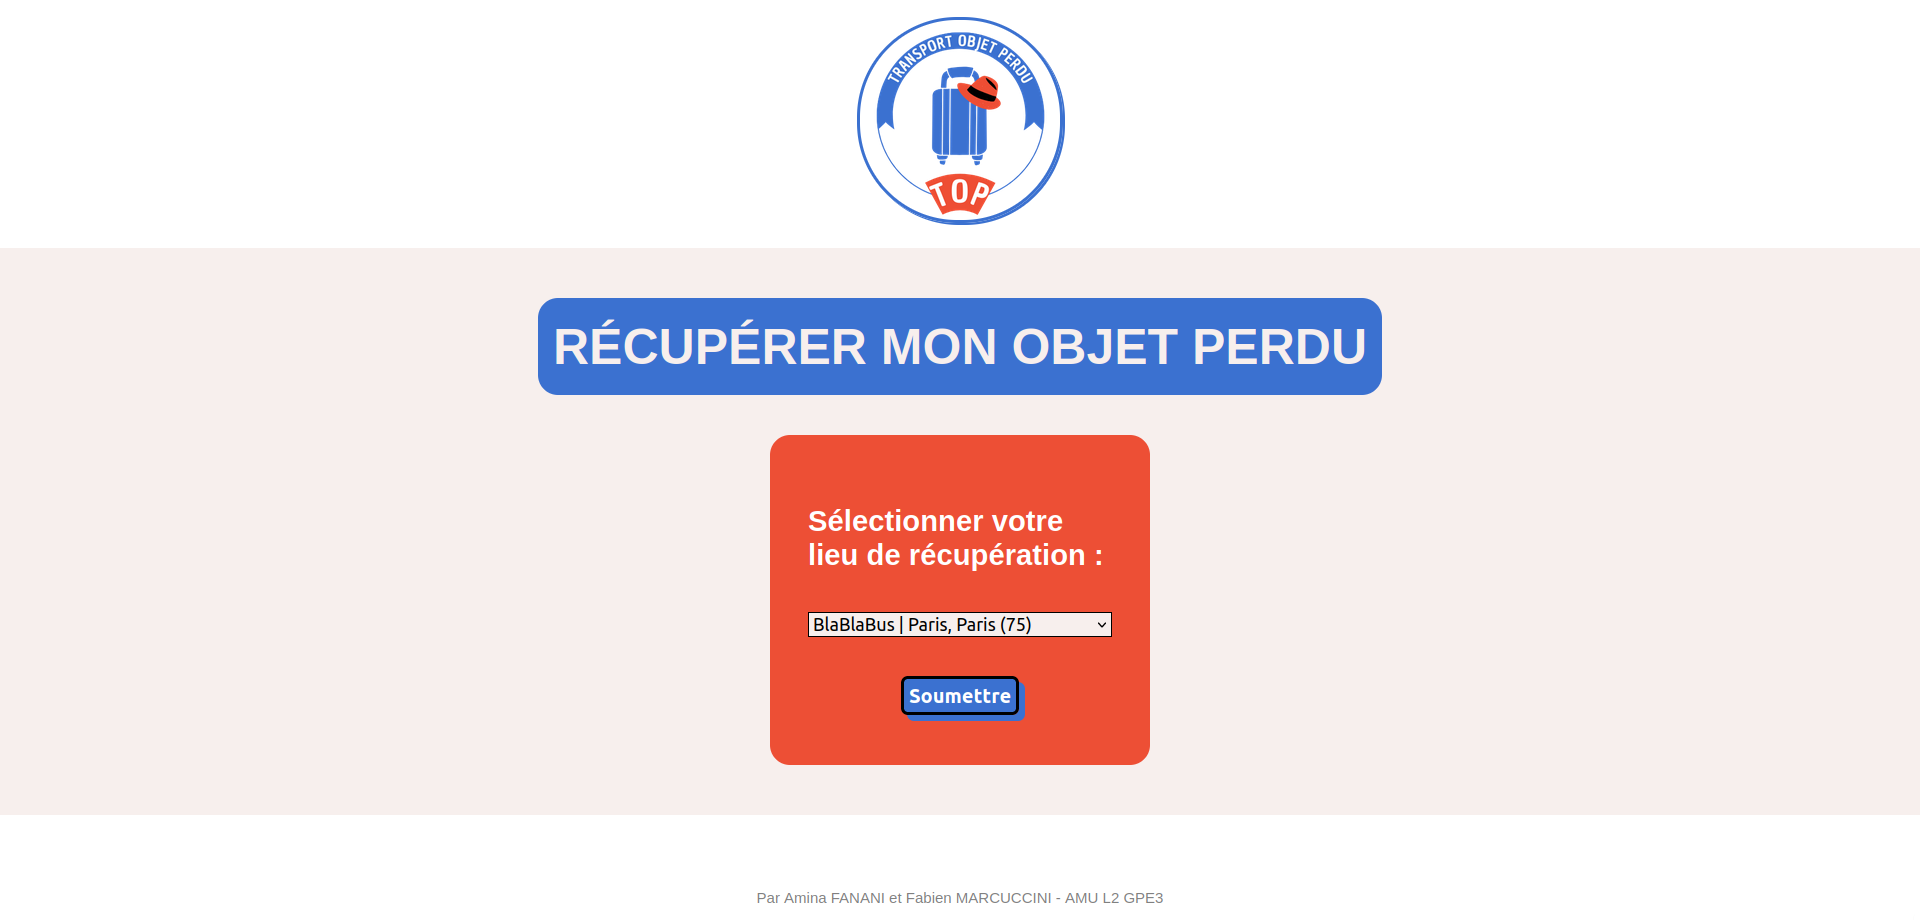 TRANSPORT OBJET PERDU
TOP
RÉCUPÉRER MON OBJET PERDU
Sélectionner votre
lieu de récupération :
BlaBlaBus | Paris, Paris (75)
Soumettre
Par Amina FANANI et Fabien MARCUCCINI - AMU L2 GPE3